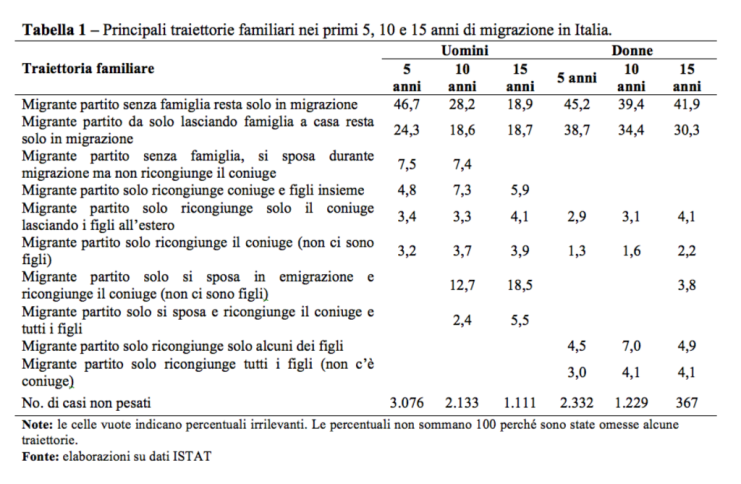 Tabella 1 – Principali traiettorie familiari nei primi 5, 10 e 15 anni di migrazione in Italia.
Uomini Donne
Traiettoria familiare 5 anni 10 anni 15 anni 5 anni 10 anni 15 anni
Migrante partito senza famiglia resta solo in migrazione 46,7 28,2 18,9 45,2 39,4 41,9
Migrante partito da solo lasciando famiglia a casa resta
solo in migrazione 24,3 18,6 18,7 38,7 34,4 30,3
Migrante partito senza famiglia, si sposa durante
migrazione ma non ricongiunge il coniuge 7,5 7,4
Migrante partito solo ricongiunge coniuge e figli insieme 4,8 7,3 5,9
Migrante partito solo ricongiunge solo il coniuge
lasciando i figli all'estero 3,4 3,3 4,1 2,9 3,1 4,1
Migrante partito solo ricongiunge il coniuge (non ci sono
figli) 3,2 3,7 3,9 1,3 1,6 2,2
Migrante partito solo si sposa in emigrazione e
ricongiunge il coniuge (non ci sono figli) 12,7 18,5 3,8
Migrante partito solo si sposa e ricongiunge il coniuge e
tutti i figli 2,4 5,5
Migrante partito solo ricongiunge solo alcuni dei figli 4,5 7,0 4,9
Migrante partito solo ricongiunge tutti i figli (non c'è
coniuge) 3,0 4,1 4,1
No. di casi non pesati 3.076 2.133 1.111 2.332 1.229 367
Note: le celle vuote indicano percentuali irrilevanti. Le percentuali non sommano 100 perché sono state omesse alcune
traiettorie.
Fonte: elaborazioni su dati ISTAT